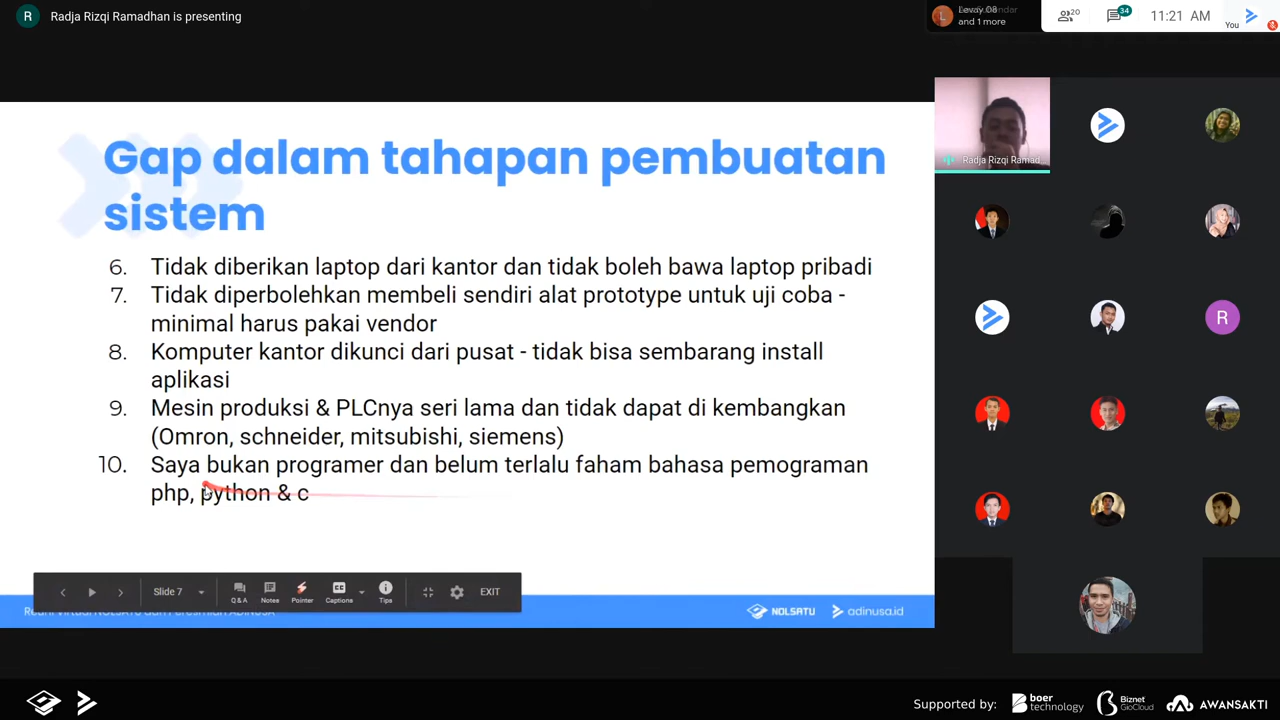 R
Radja Rizqi Ramadhan is presenting
L
Levay 08
and 1 more
20
34
11:21 AM
You
Gap dalam tahapan pembuatan
sistem
6. Tidak diberikan laptop dari kantor dan tidak boleh bawa laptop pribadi
7. Tidak diperbolehkan membeli sendiri alat prototype untuk uji coba -
minimal harus pakai vendor
8. Komputer kantor dikunci dari pusat - tidak bisa sembarang install
aplikasi
9. Mesin produksi & PLCnya seri lama dan tidak dapat di kembangkan
(Omron, schneider, mitsubishi, siemens)
10. Saya bukan programer dan belum terlalu faham bahasa pemograman
php, python & c
Radja Rizqi Ramad
R
Slide 7
Q & A
Notes
Pointer
Captions
Tips
EXIT
NOLSATU
adinusa.id
Supported by:
boer
technology
Biznet
GioCloud
AWANSAKTI